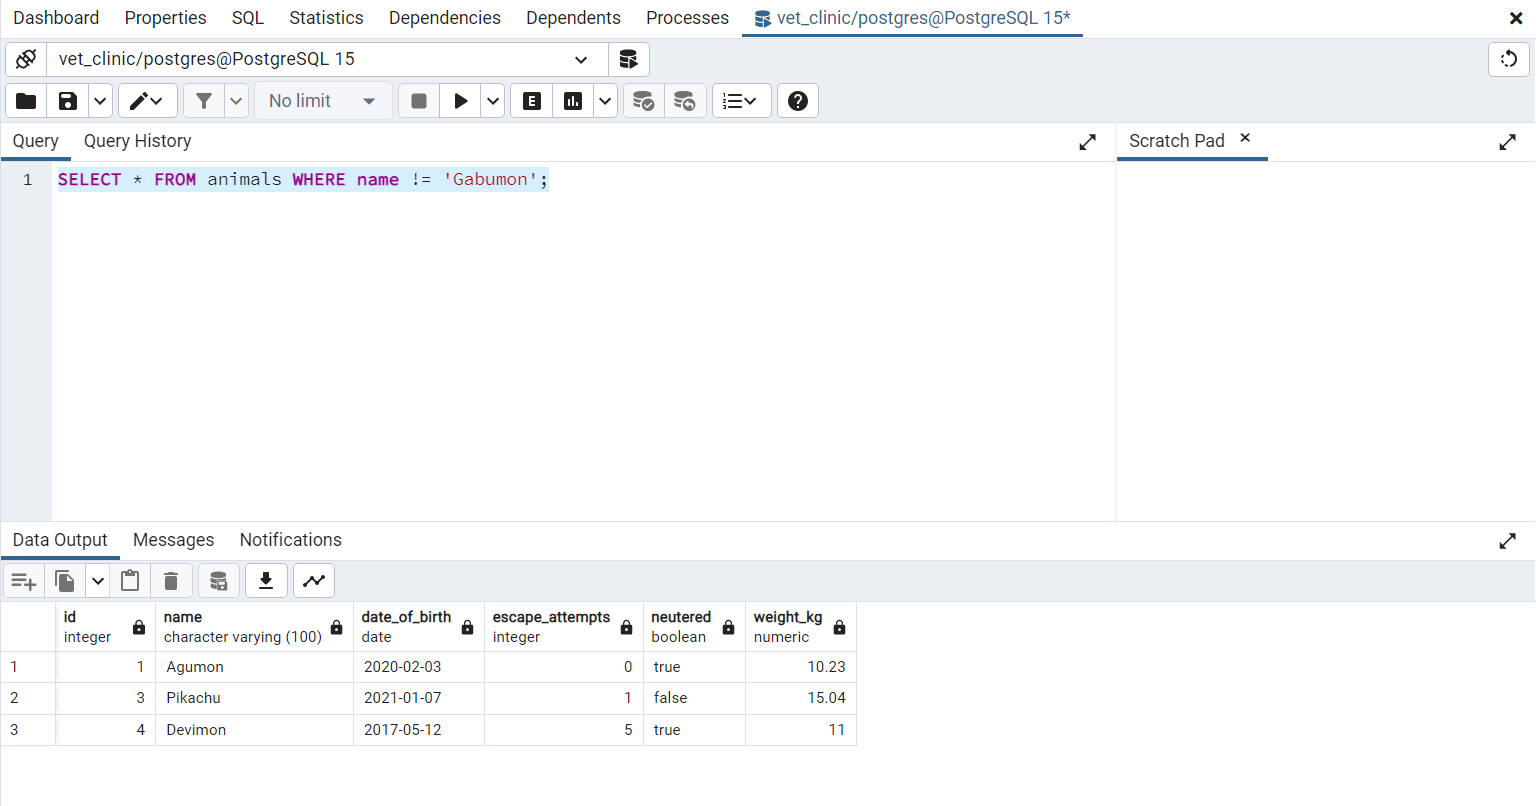 Dashboard Properties SQL Statistics Dependencies Dependents Processes vet_clinic/postgres@PostgreSQL 15*
vet_clinic/postgres@PostgreSQL 15
No limit E
Query Query History Scratch Pad
1 SELECT * FROM animals WHERE name != 'Gabumon';
Data Output Messages Notifications
id name date_of_birth escape_attempts neutered weight_kg
integer character varying (100) date integer boolean numeric
1 1 Agumon 2020-02-03 0 true 10.23
2 3 Pikachu 2021-01-07 1 false 15.04
3 4 Devimon 2017-05-12 5 true 11